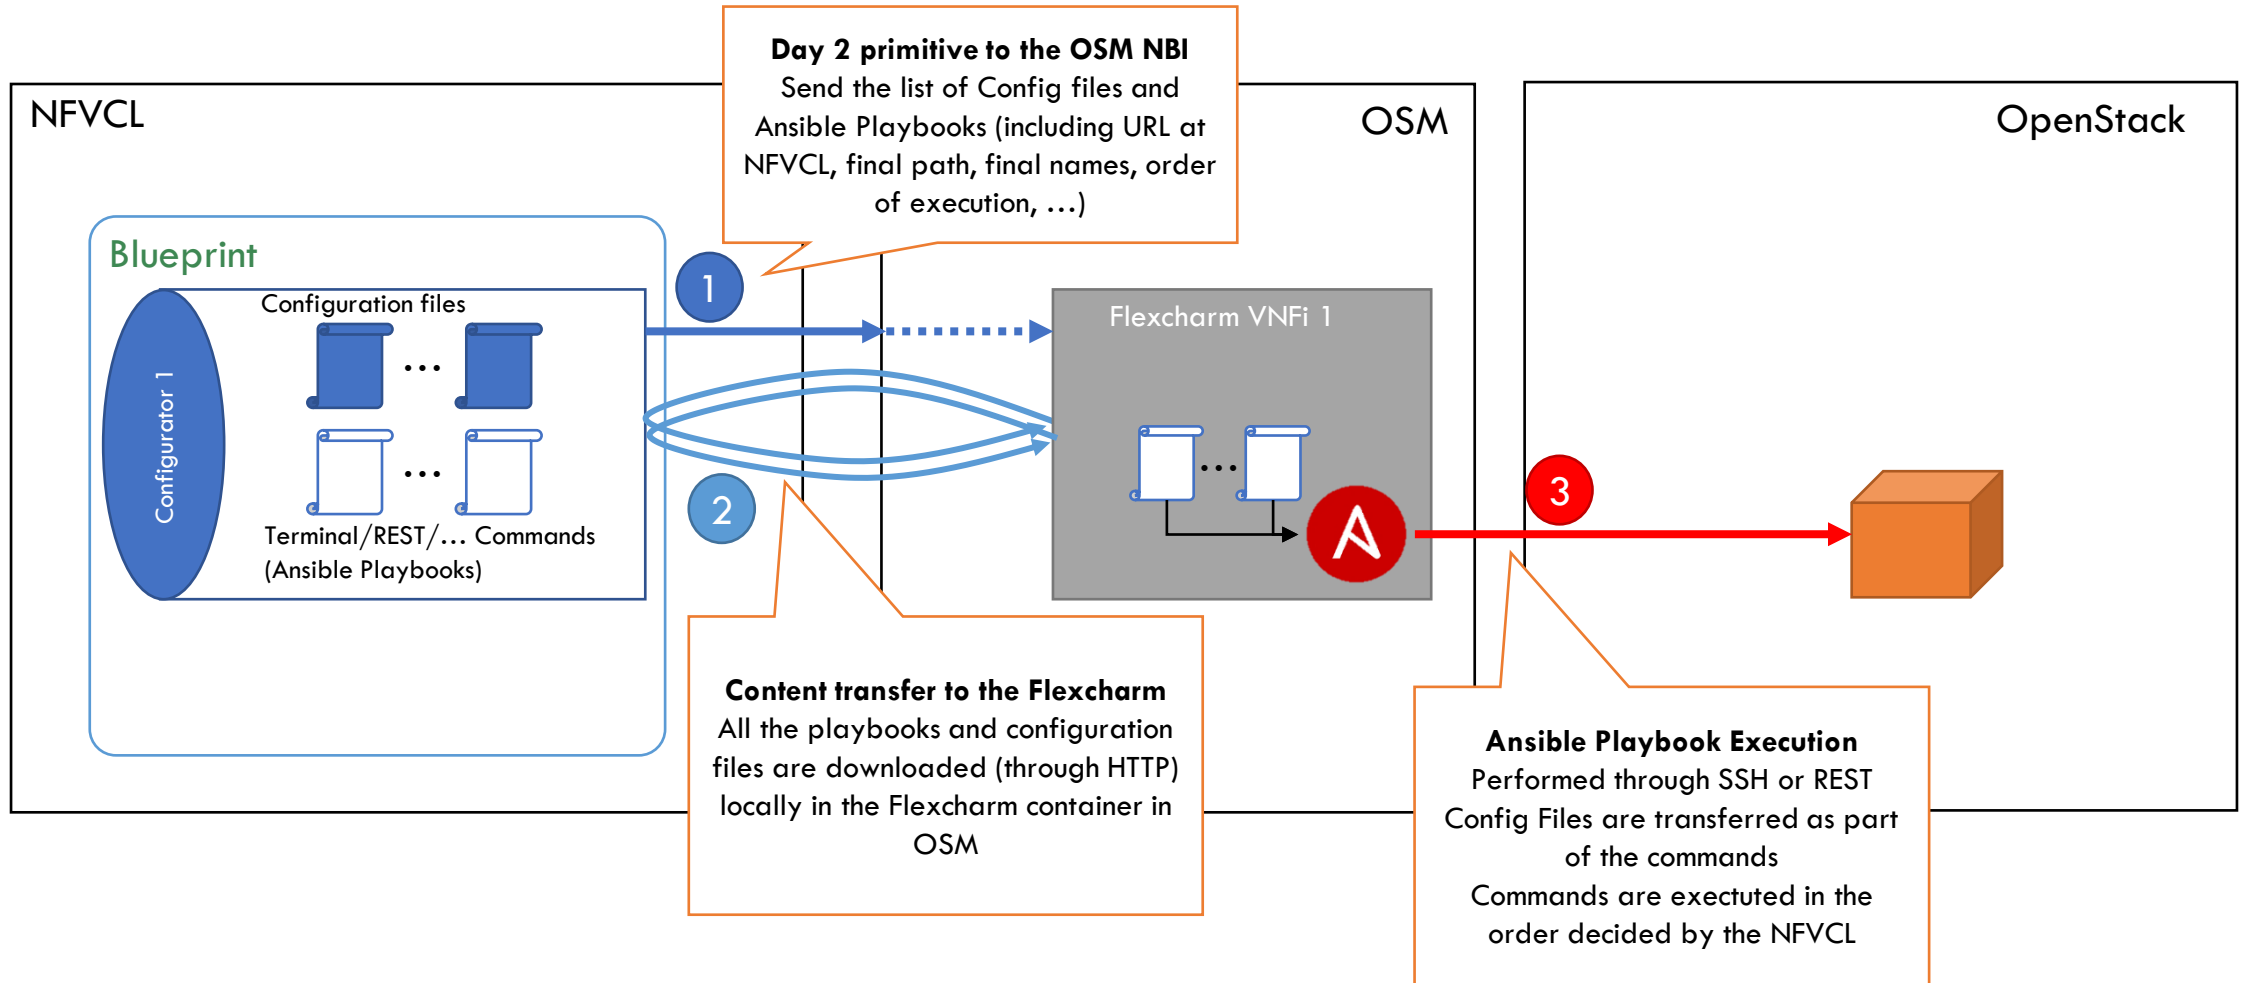 Day 2 primitive to the OSM NBI
Send the list of Config files and
Ansible Playbooks (including URL at
NFVCL, final path, final names, order
of execution, …)
NFVCL
OSM
OpenStack
Blueprint
Configurator 1
Configuration files
...
...
Terminal/REST/... Commands
(Ansible Playbooks)
1
Flexcharm VNFi 1
...
2
3
Content transfer to the Flexcharm
All the playbooks and configuration
files are downloaded (through HTTP)
locally in the Flexcharm container in
OSM
Ansible Playbook Execution
Performed through SSH or REST
Config Files are transferred as part
of the commands
Commands are exectuted in the
order decided by the NFVCL